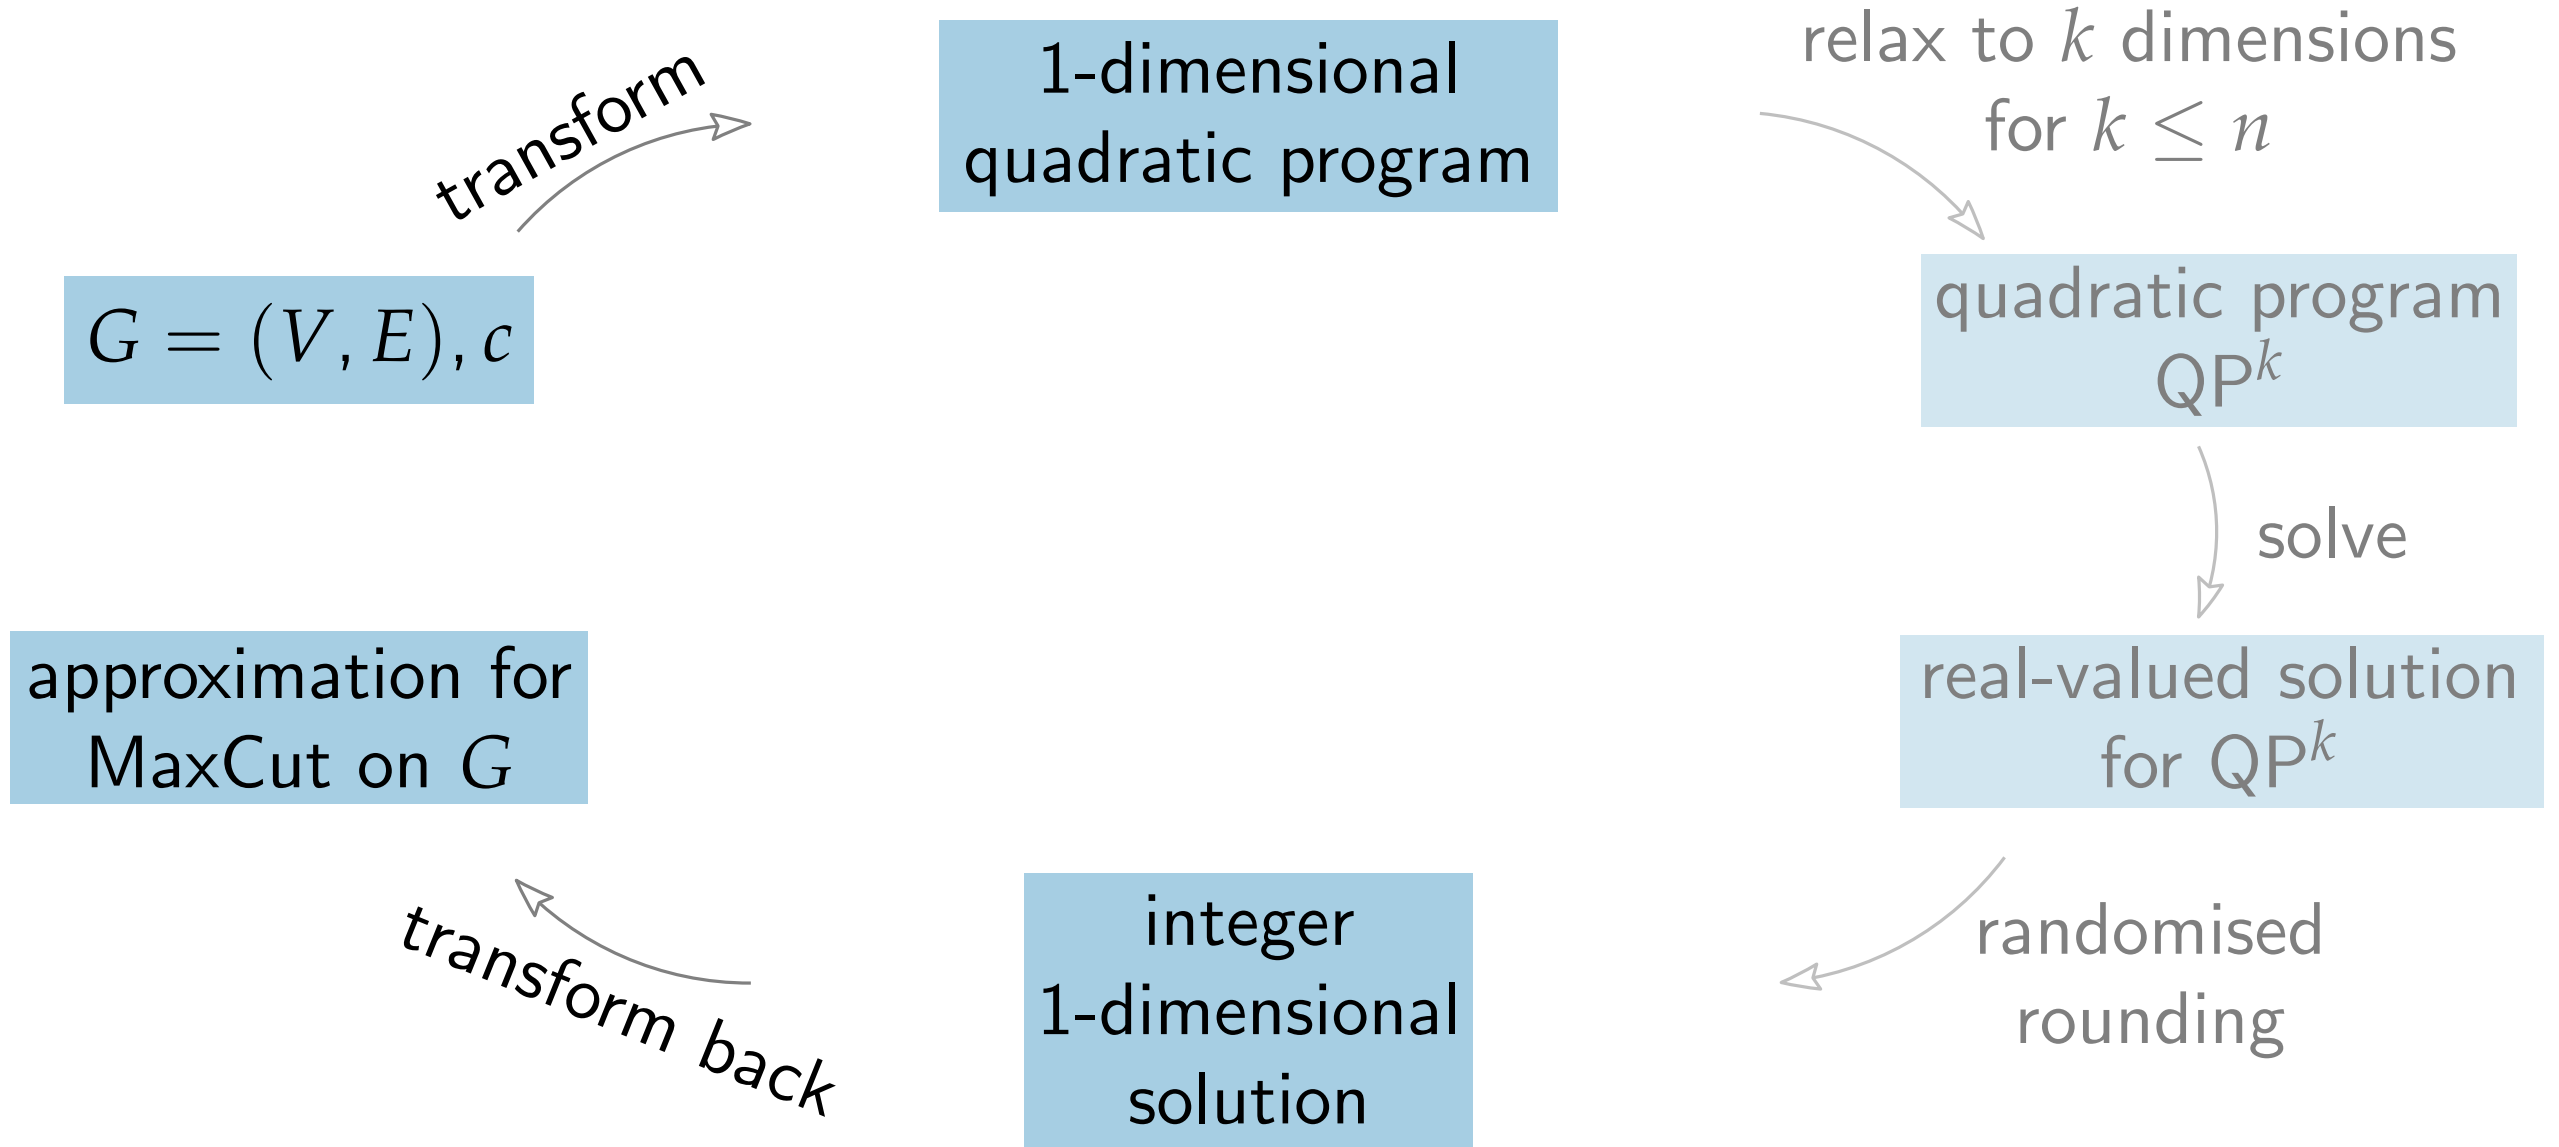 transform
1-dimensional
quadratic program
relax to k dimensions
for k ≤ n
G = (V, E), c
quadratic program
QP^k
solve
approximation for
MaxCut on G
real-valued solution
for QP^k
transform back
integer
1-dimensional
solution
randomised
rounding